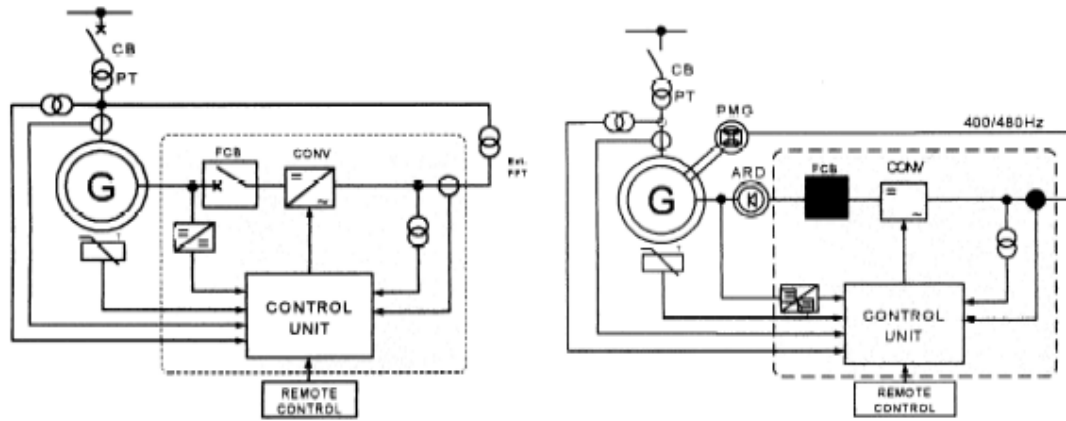 CB
PT
G
FCB
CONV
PPT
CONTROL
UNIT
REMOTE
CONTROL
CB
PT
PMG
400/480Hz
ARD
G
FCB
CONV
CONTROL
UNIT
REMOTE
CONTROL